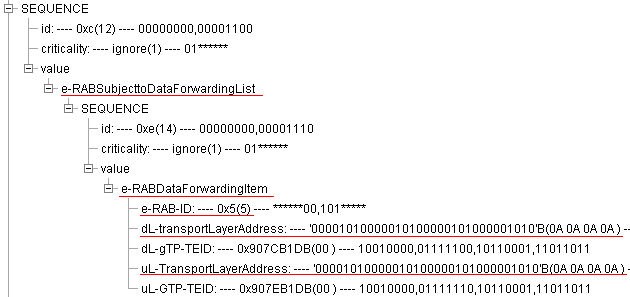 SEQUENCE
id: ---- 0xc(12) ---- 00000000,00001100
criticality: ---- ignore(1) ---- 01******
value
e-RABSubjecttoDataForwardingList
SEQUENCE
id: ---- 0xe(14) ---- 00000000,00001110
criticality: ---- ignore(1) ---- 01******
value
e-RABDataForwardingItem
e-RAB-ID: ---- 0x5(5) ---- ******00,101*****
dL-transportLayerAddress: ---- '00001010000010100000101000001010'B(0A 0A 0A 0A ) --
dL-gTP-TEID: ---- 0x907CB1DB(00 ) ---- 10010000,01111100,10110001,11011011
uL-TransportLayerAddress: ---- '00001010000010100000101000001010'B(0A 0A 0A 0A ) --
uL-GTP-TEID: ---- 0x907EB1DB(00 ) ---- 10010000,01111110,10110001,11011011